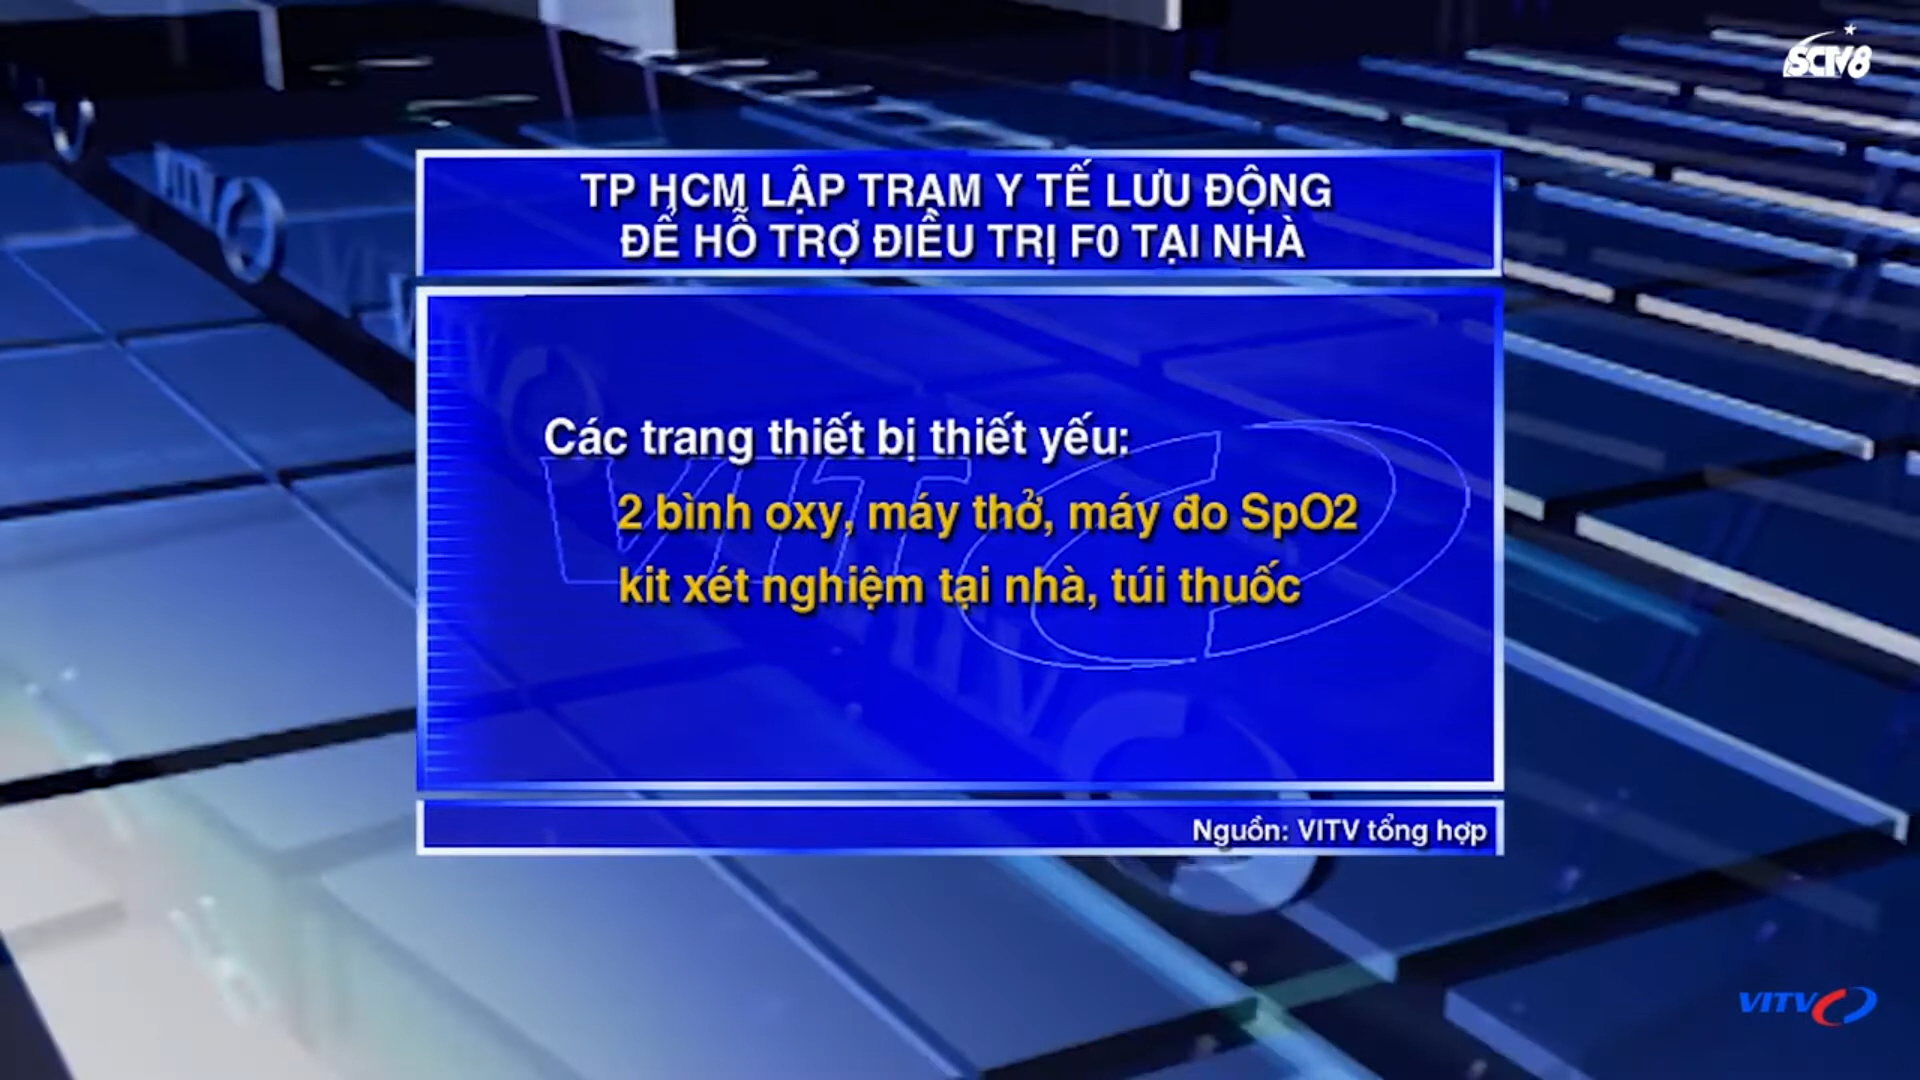 SCTV8
TP HCM LẬP TRẠM Y TẾ LƯU ĐỘNG
ĐỂ HỖ TRỢ ĐIỀU TRỊ F0 TẠI NHÀ
Các trang thiết bị thiết yếu:
2 bình oxy, máy thở, máy đo SpO2
kit xét nghiệm tại nhà, túi thuốc
Nguồn: VITV tổng hợp
VITV